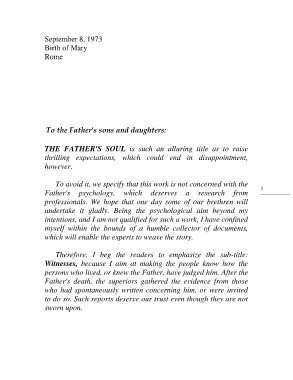 September 8, 1973
Birth of Mary
Rome
To the Father's sons and daughters:
THE FATHER'S SOUL is such an alluring title as to raise
thrilling expectations, which could end in disappointment,
however.
To avoid it, we specify that this work is not concerned with the
Father's psychology, which deserves a research from
professionals. We hope that one day some of our brethren will
undertake it gladly. Being the psychological aim beyond my
intentions, and I am not qualified for such a work, I have confined
myself within the bounds of a humble collector of documents,
which will enable the experts to weave the story.
Therefore, I beg the readers to emphasize the sub-title:
Witnesses, because I aim at making the people know how the
persons who lived, or knew the Father, have judged him. After the
Father's death, the superiors gathered the evidence from those
who had spontaneously written concerning him, or were invited
to do so. Such reports deserve our trust even though they are not
sworn upon.